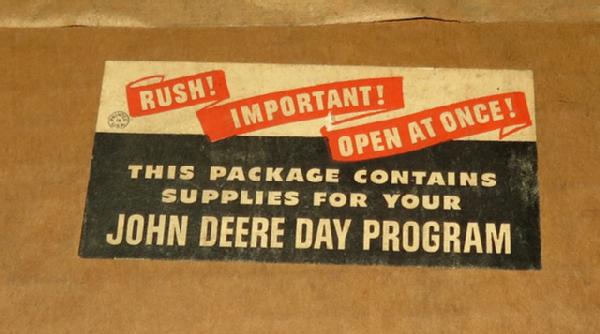 RUSH!
IMPORTANT!
OPEN AT ONCE!
THIS PACKAGE CONTAINS
SUPPLIES FOR YOUR
JOHN DEERE DAY PROGRAM